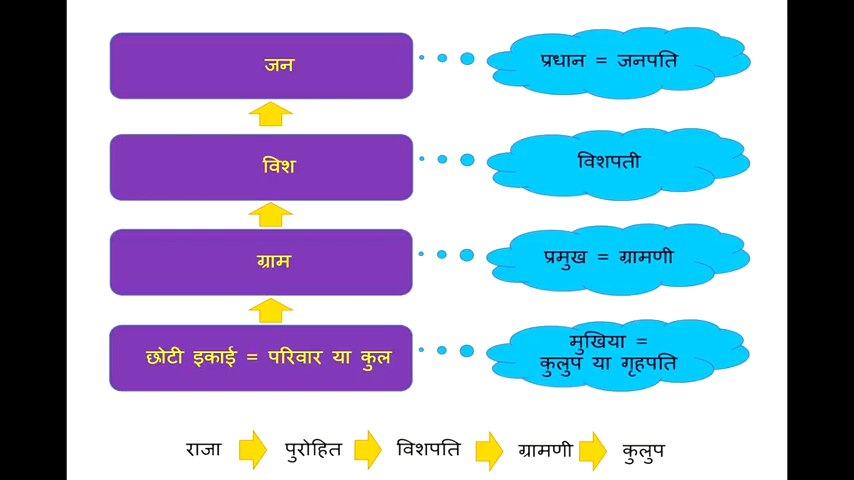 जन
प्रधान = जनपति
विश
विशपती
ग्राम
प्रमुख = ग्रामणी
छोटी इकाई = परिवार या कुल
मुखिया =
कुलुप या गृहपति
राजा पुरोहित विशपति ग्रामणी कुलुप